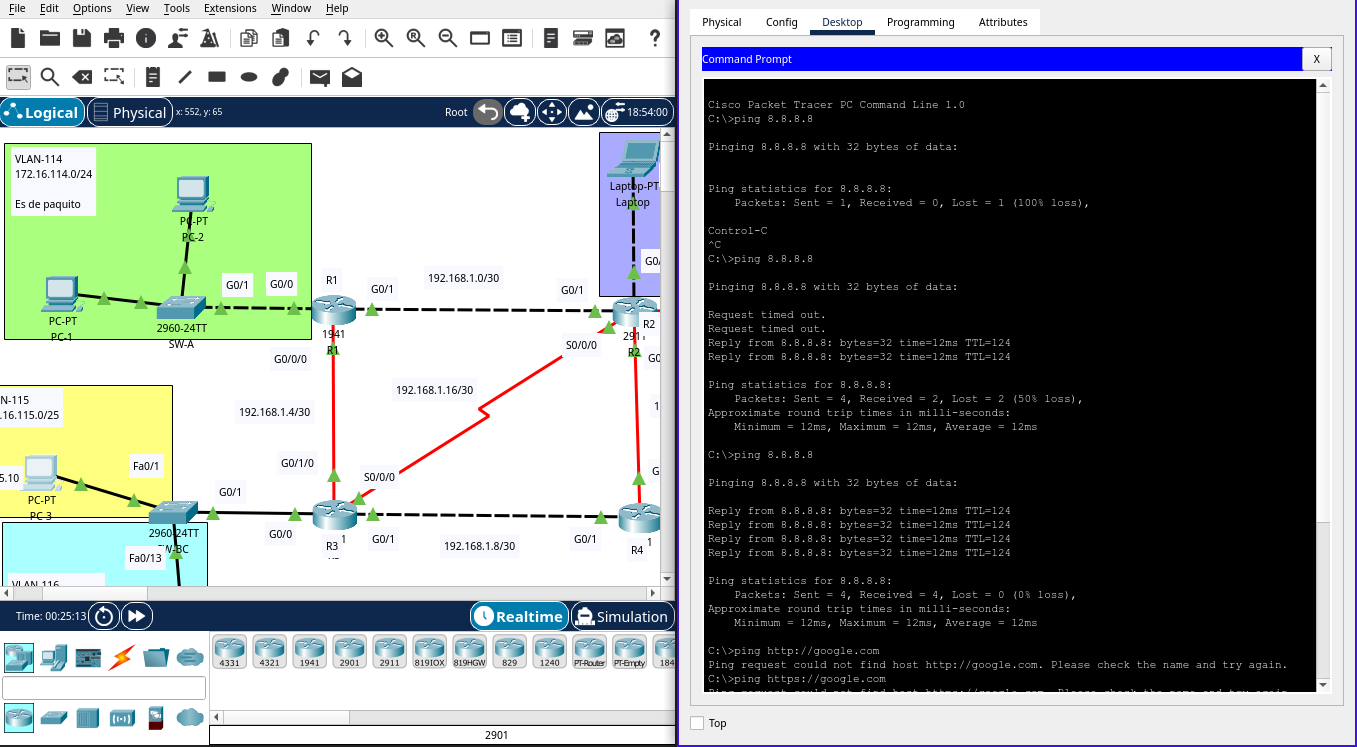 File Edit Options View Tools Extensions Window Help
Logical
Physical
x: 552, y: 65
Root
18:54:00
VLAN-114
172.16.114.0/24
Es de paquito
PC-PT
PC-2
PC-PT
PC-1
2960-24TT
SW-A
G0/1
G0/0
R1
G0/1
192.168.1.0/30
G0/1
1941
R1
G0/0/0
Laptop-PT
Laptop
G0/
R2
291
R2
S0/0/0
G0
192.168.1.16/30
192.168.1.4/30
1
N-115
.16.115.0/25
5.10
Fa0/1
PC-PT
PC 3
G0/1
2960-24TT
SW-BC
Fa0/13
VLAN-116
G0/1/0
S0/0/0
G0/0
R3
1
G0/1
192.168.1.8/30
G0/1
G
R4
1
Time: 00:25:13
Realtime
Simulation
4331
4321
1941
2901
2911
819IOX
819HGW
829
1240
PT-Router
PT-Empty
184
2901
Physical Config Desktop Programming Attributes
Command Prompt
X
Cisco Packet Tracer PC Command Line 1.0
C:\>ping 8.8.8.8
Pinging 8.8.8.8 with 32 bytes of data:
Ping statistics for 8.8.8.8:
Packets: Sent = 1, Received = 0, Lost = 1 (100% loss),
Control-C
^C
C:\>ping 8.8.8.8
Pinging 8.8.8.8 with 32 bytes of data:
Request timed out.
Request timed out.
Reply from 8.8.8.8: bytes=32 time=12ms TTL=124
Reply from 8.8.8.8: bytes=32 time=12ms TTL=124
Ping statistics for 8.8.8.8:
Packets: Sent = 4, Received = 2, Lost = 2 (50% loss),
Approximate round trip times in milli-seconds:
Minimum = 12ms, Maximum = 12ms, Average = 12ms
C:\>ping 8.8.8.8
Pinging 8.8.8.8 with 32 bytes of data:
Reply from 8.8.8.8: bytes=32 time=12ms TTL=124
Reply from 8.8.8.8: bytes=32 time=12ms TTL=124
Reply from 8.8.8.8: bytes=32 time=12ms TTL=124
Reply from 8.8.8.8: bytes=32 time=12ms TTL=124
Ping statistics for 8.8.8.8:
Packets: Sent = 4, Received = 4, Lost = 0 (0% loss),
Approximate round trip times in milli-seconds:
Minimum = 12ms, Maximum = 12ms, Average = 12ms
C:\>ping http://google.com
Ping request could not find host http://google.com. Please check the name and try again.
C:\>ping https://google.com
Ping request could not find host https://google.com. Please check the name and try again.
Top